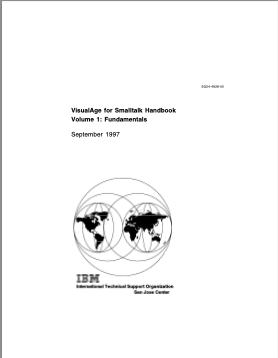 VisualAge for Smalltalk Handbook
Volume 1: Fundamentals
September 1997
IBM
International Technical Support Organization
San Jose Center